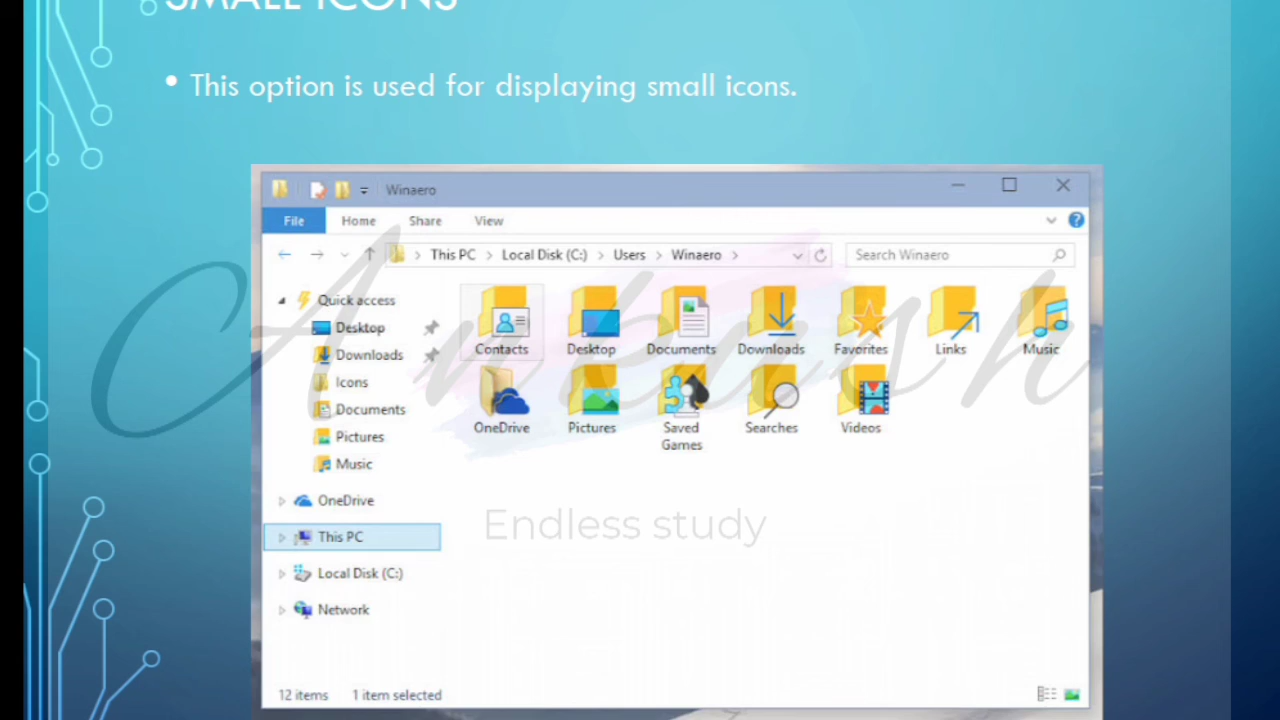 SMALL ICONS
• This option is used for displaying small icons.
Winaero
File Home Share View
This PC > Local Disk (C:) > Users > Winaero >
Search Winaero
Quick access
Desktop
Downloads
Icons
Documents
Pictures
Music
OneDrive
This PC
Local Disk (C:)
Network
Contacts Desktop Documents Downloads Favorites Links Music
OneDrive Pictures Saved Games Searches Videos
Ankush
Endless study
12 items 1 item selected